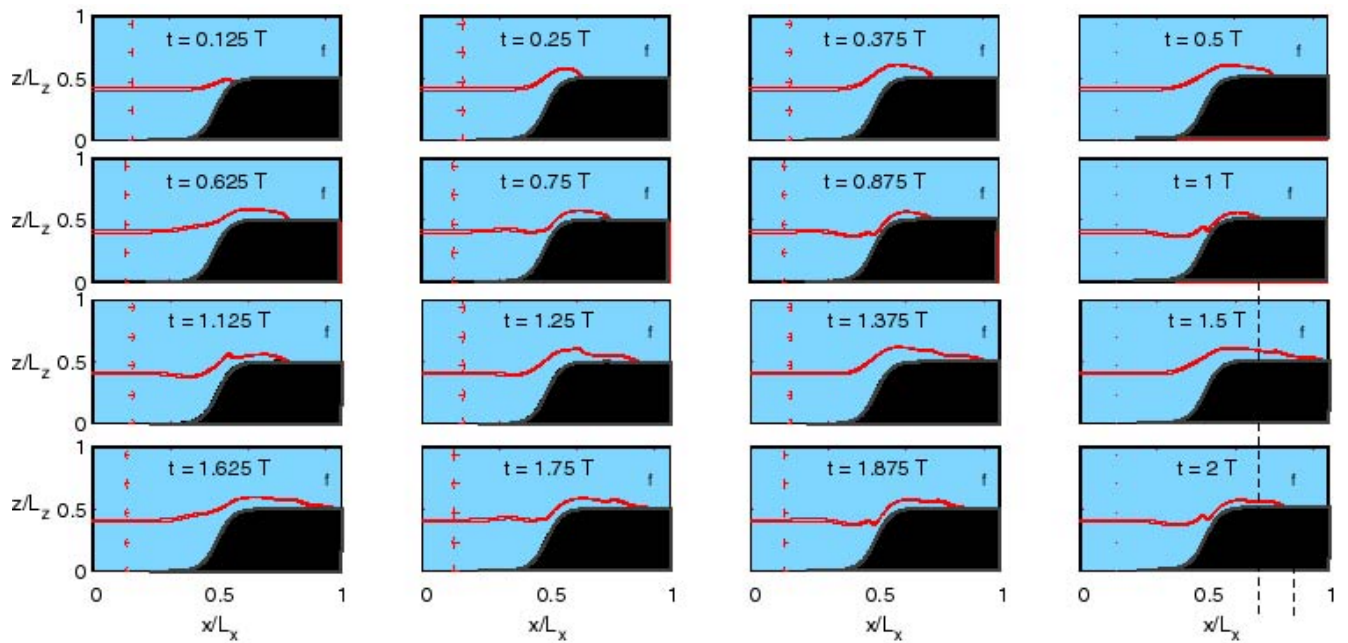 1
t = 0.125 T
f
t = 0.25 T
f
t = 0.375 T
f
t = 0.5 T
f
z/L_z
0.5
0
1
t = 0.625 T
f
t = 0.75 T
f
t = 0.875 T
f
t = 1 T
f
z/L_z
0.5
0
1
t = 1.125 T
f
t = 1.25 T
f
t = 1.375 T
f
t = 1.5 T
f
z/L_z
0.5
0
1
t = 1.625 T
f
t = 1.75 T
f
t = 1.875 T
f
t = 2 T
f
z/L_z
0.5
0
0 0.5 1
0 0.5 1
0 0.5 1
0 0.5 1
x/L_x
x/L_x
x/L_x
x/L_x